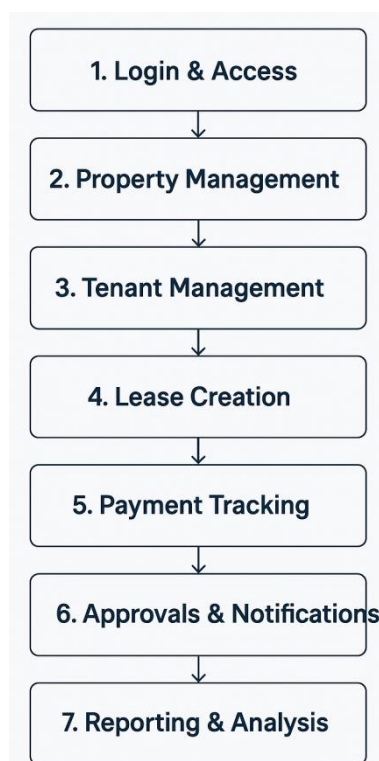 1. Login & Access
2. Property Management
3. Tenant Management
4. Lease Creation
5. Payment Tracking
6. Approvals & Notifications
7. Reporting & Analysis